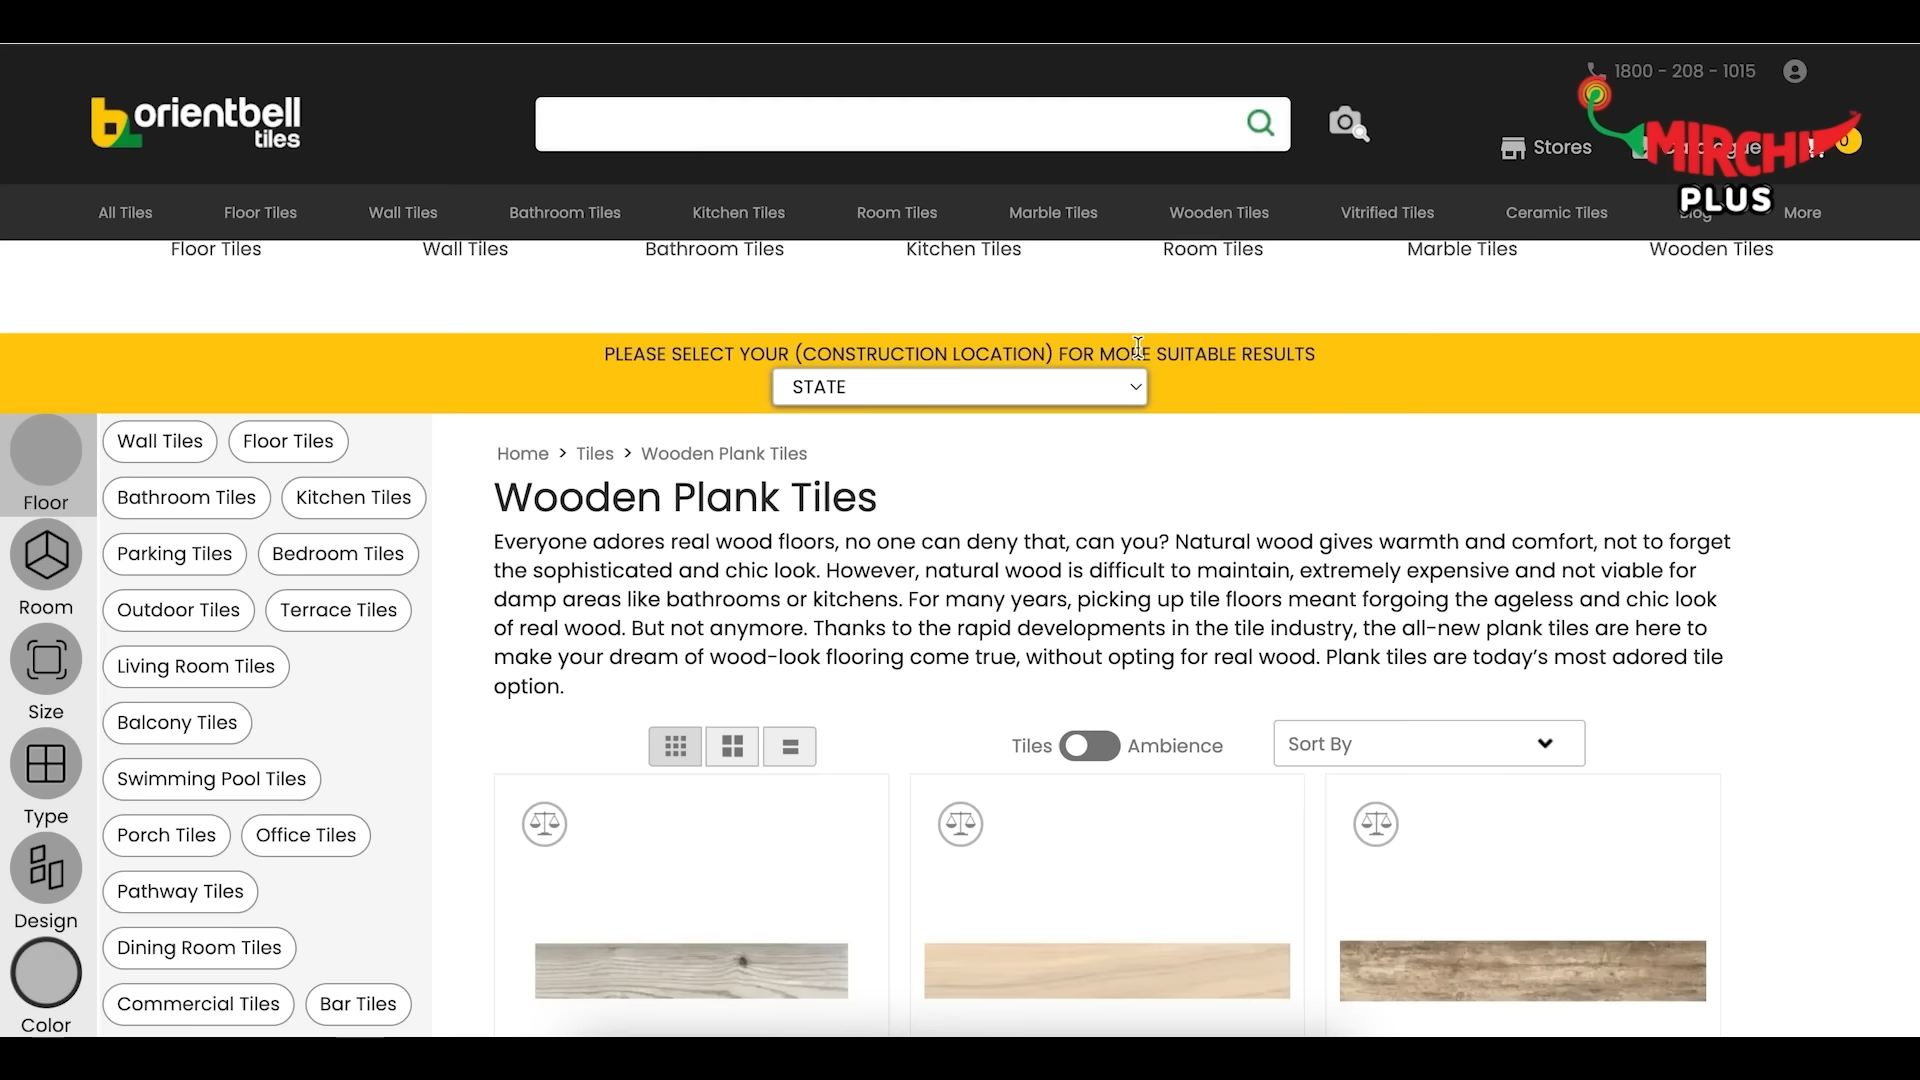 1800 - 208 - 1015
orientbell
tiles
Stores
MIRCHI
PLUS
0
All Tiles
Floor Tiles
Wall Tiles
Bathroom Tiles
Kitchen Tiles
Room Tiles
Marble Tiles
Wooden Tiles
Vitrified Tiles
Ceramic Tiles
Blog
More
Floor Tiles
Wall Tiles
Bathroom Tiles
Kitchen Tiles
Room Tiles
Marble Tiles
Wooden Tiles
PLEASE SELECT YOUR (CONSTRUCTION LOCATION) FOR MORE SUITABLE RESULTS
STATE
Floor
Room
Size
Type
Design
Color
Wall Tiles
Floor Tiles
Bathroom Tiles
Kitchen Tiles
Parking Tiles
Bedroom Tiles
Outdoor Tiles
Terrace Tiles
Living Room Tiles
Balcony Tiles
Swimming Pool Tiles
Porch Tiles
Office Tiles
Pathway Tiles
Dining Room Tiles
Commercial Tiles
Bar Tiles
Home > Tiles > Wooden Plank Tiles
Wooden Plank Tiles
Everyone adores real wood floors, no one can deny that, can you? Natural wood gives warmth and comfort, not to forget
the sophisticated and chic look. However, natural wood is difficult to maintain, extremely expensive and not viable for
damp areas like bathrooms or kitchens. For many years, picking up tile floors meant forgoing the ageless and chic look
of real wood. But not anymore. Thanks to the rapid developments in the tile industry, the all-new plank tiles are here to
make your dream of wood-look flooring come true, without opting for real wood. Plank tiles are today’s most adored tile
option.
Tiles
Ambience
Sort By